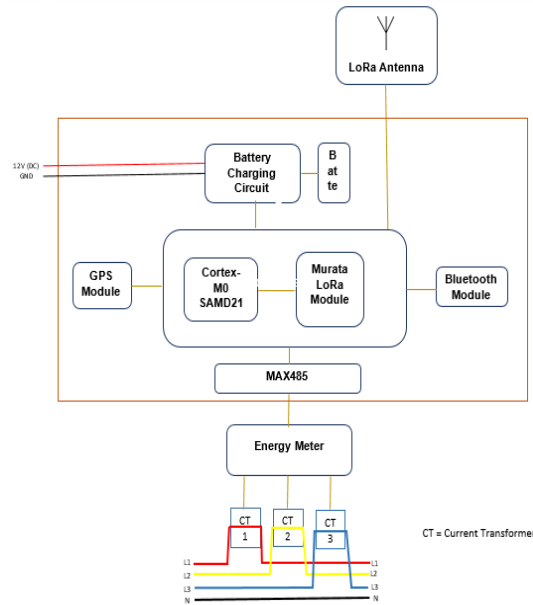 LoRa Antenna
12V (DC)
GND
Battery
Charging
Circuit
B
at
te
GPS
Module
Cortex-
M0
SAMD21
Murata
LoRa
Module
Bluetooth
Module
MAX485
Energy Meter
CT
1
CT
2
CT
3
CT = Current Transformer
L1
L1
L2
L2
L3
L3
N
N